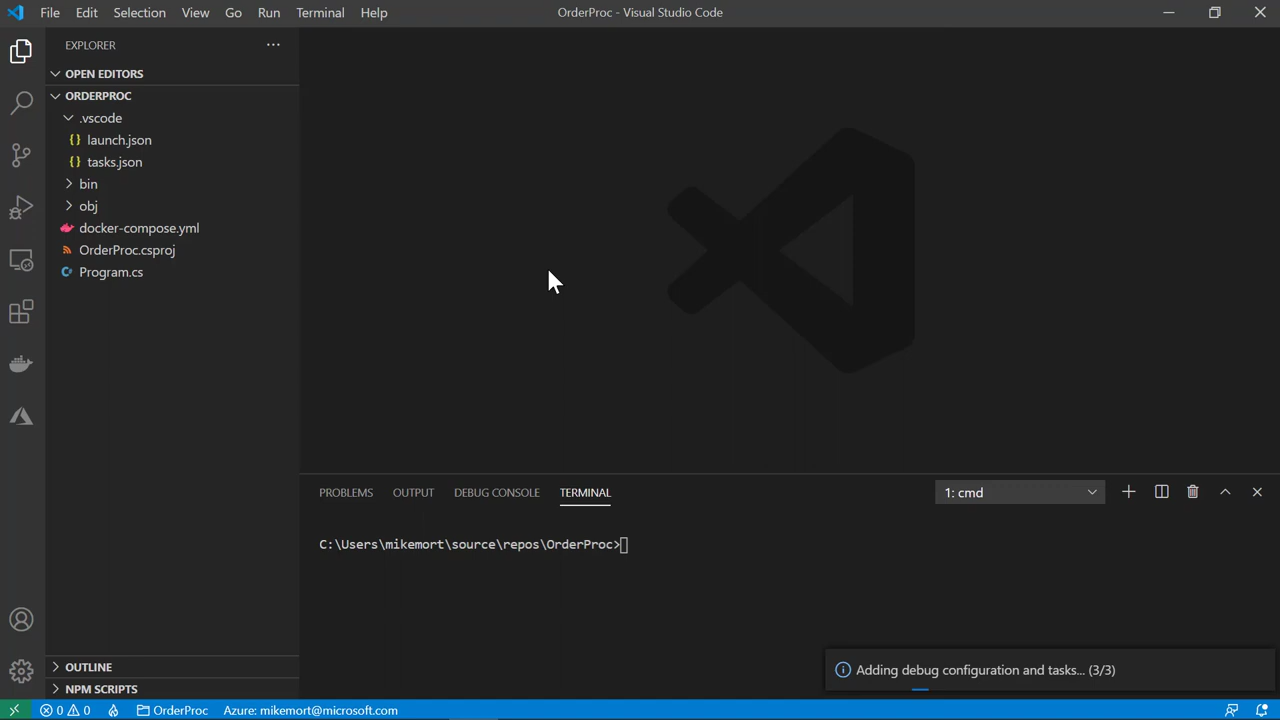 File Edit Selection View Go Run Terminal Help
OrderProc - Visual Studio Code
EXPLORER
OPEN EDITORS
ORDERPROC
.vscode
{} launch.json
{} tasks.json
bin
obj
docker-compose.yml
OrderProc.csproj
C# Program.cs
OUTLINE
NPM SCRIPTS
PROBLEMS OUTPUT DEBUG CONSOLE TERMINAL
1: cmd
C:\Users\mikemort\source\repos\OrderProc>
Adding debug configuration and tasks... (3/3)
0 0 OrderProc Azure: mikemort@microsoft.com